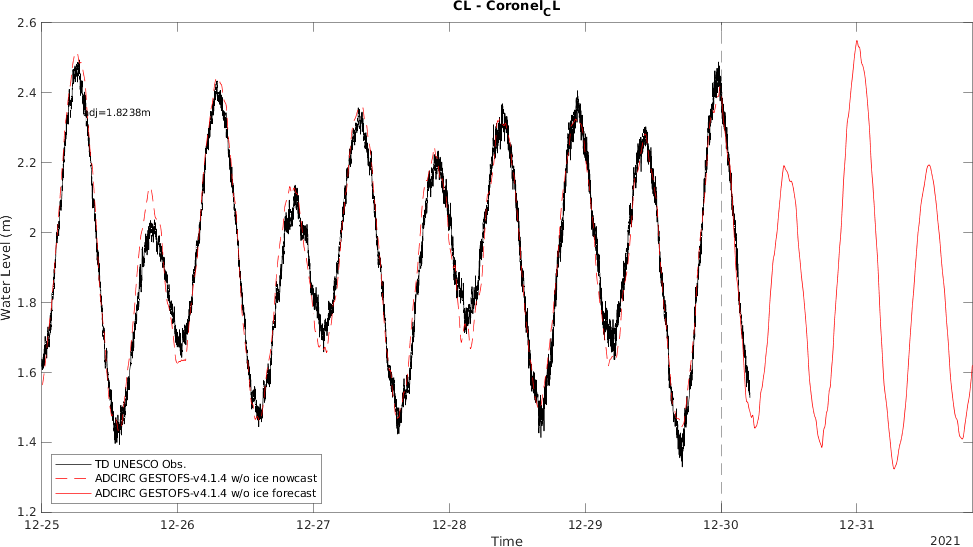 CL - Coronel_CL
2.6
2.4
2.2
2
1.8
1.6
1.4
1.2
Water Level (m)
adj=1.8238m
TD UNESCO Obs.
ADCIRC GESTOFS-v4.1.4 w/o ice nowcast
ADCIRC GESTOFS-v4.1.4 w/o ice forecast
12-25 12-26 12-27 12-28 12-29 12-30 12-31
Time
2021